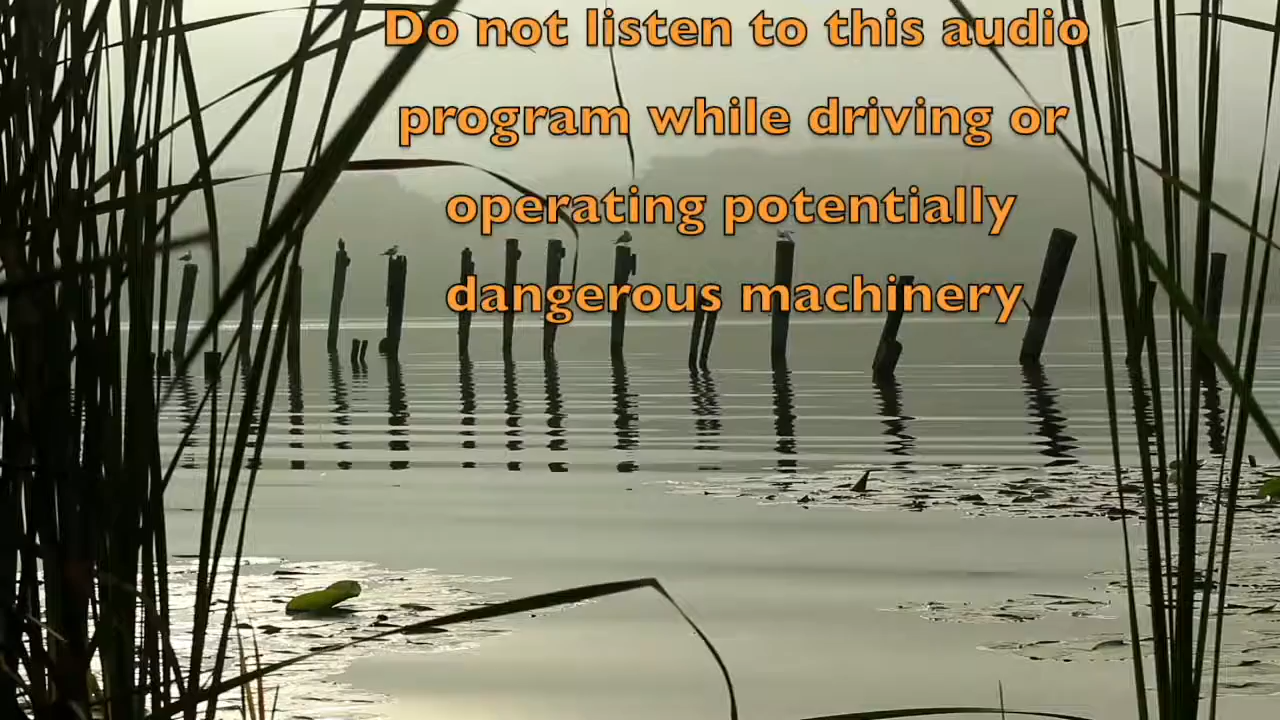 Do not listen to this audio
program while driving or
operating potentially
dangerous machinery